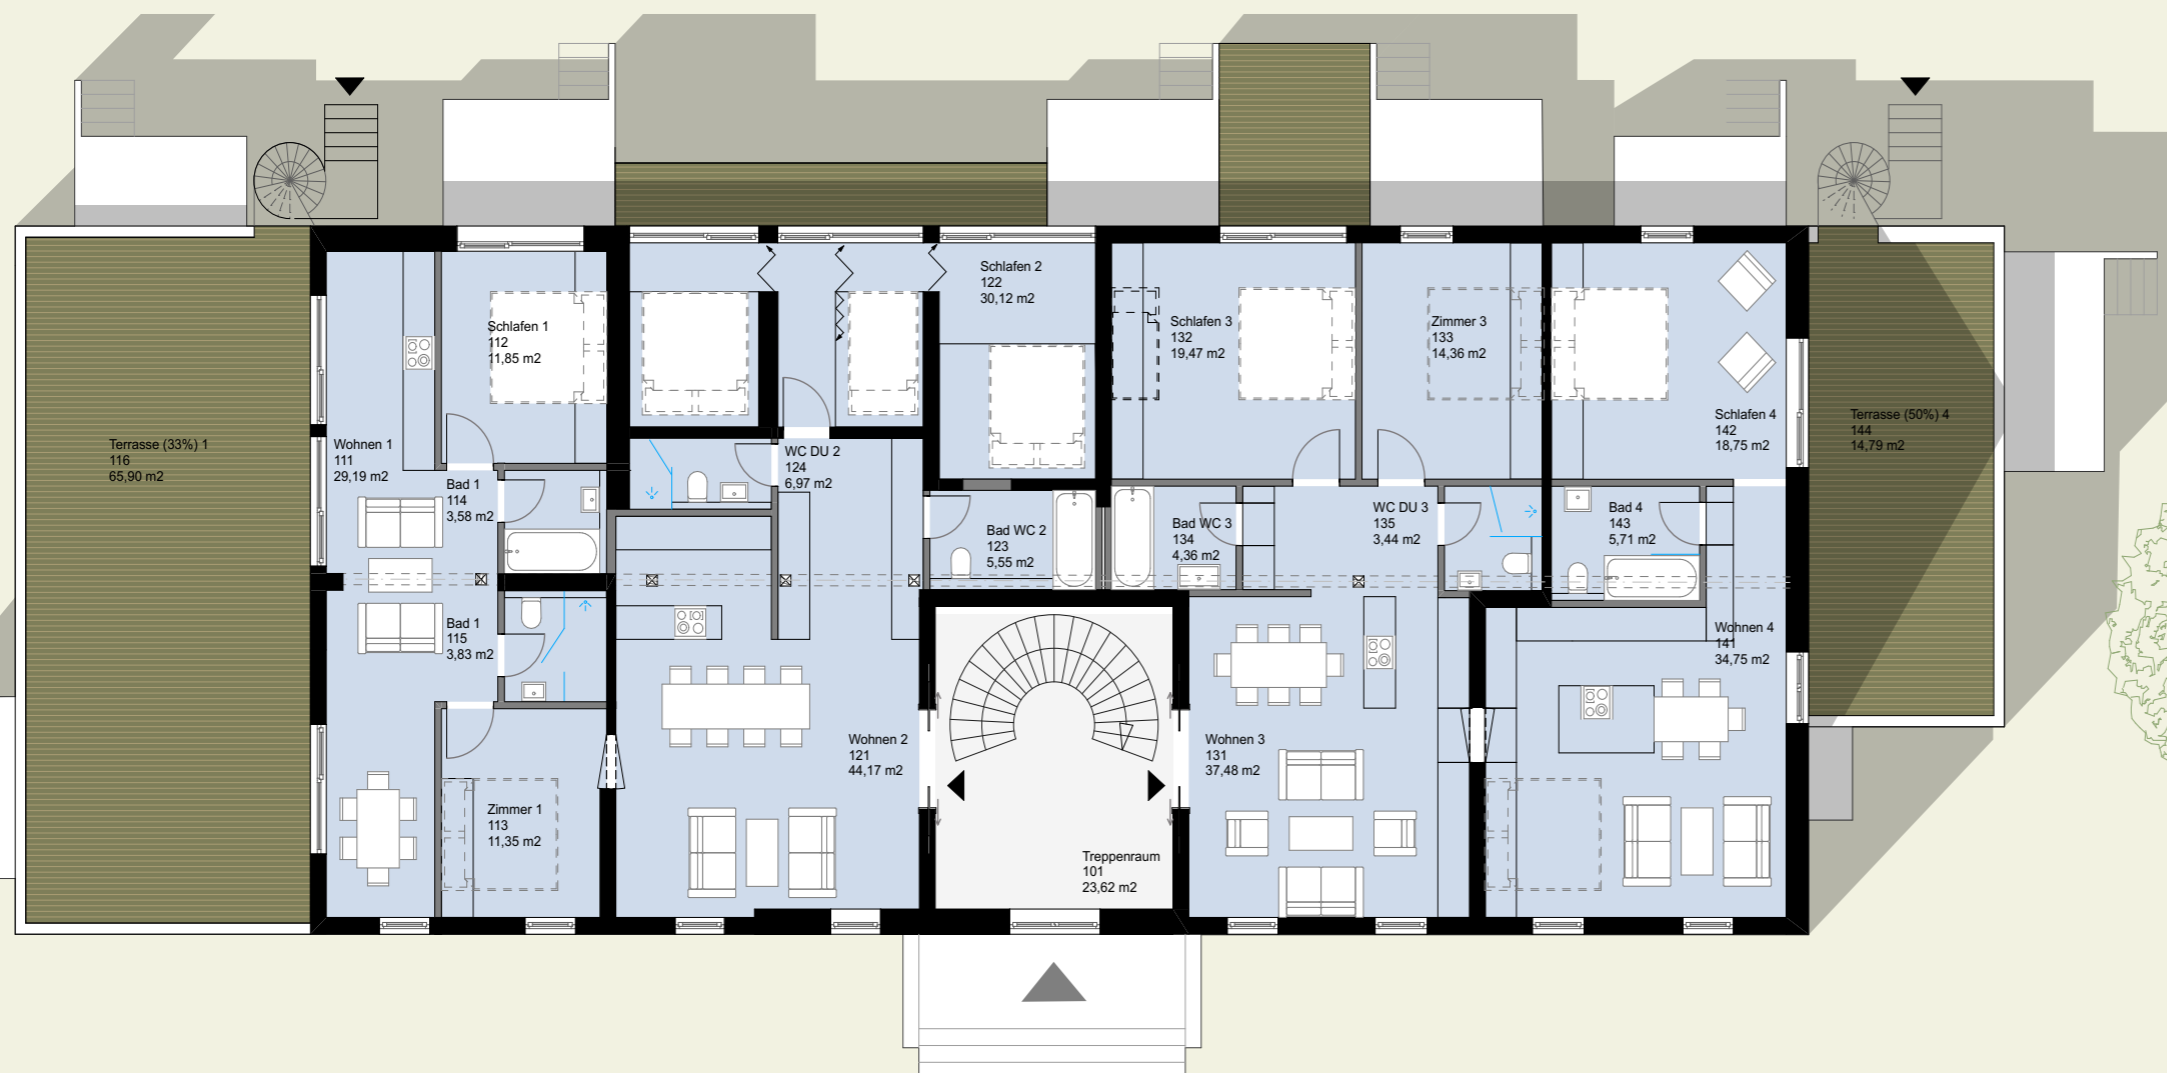 Terrasse (33%) 1
116
65,90 m2
Wohnen 1
111
29,19 m2
Schlafen 1
112
11,85 m2
Bad 1
114
3,58 m2
Bad 1
115
3,83 m2
Zimmer 1
113
11,35 m2
WC DU 2
124
6,97 m2
Schlafen 2
122
30,12 m2
Bad WC 2
123
5,55 m2
Wohnen 2
121
44,17 m2
Treppenraum
101
23,62 m2
Schlafen 3
132
19,47 m2
Zimmer 3
133
14,36 m2
Bad WC 3
134
4,36 m2
WC DU 3
135
3,44 m2
Wohnen 3
131
37,48 m2
Schlafen 4
142
18,75 m2
Bad 4
143
5,71 m2
Wohnen 4
141
34,75 m2
Terrasse (50%) 4
144
14,79 m2